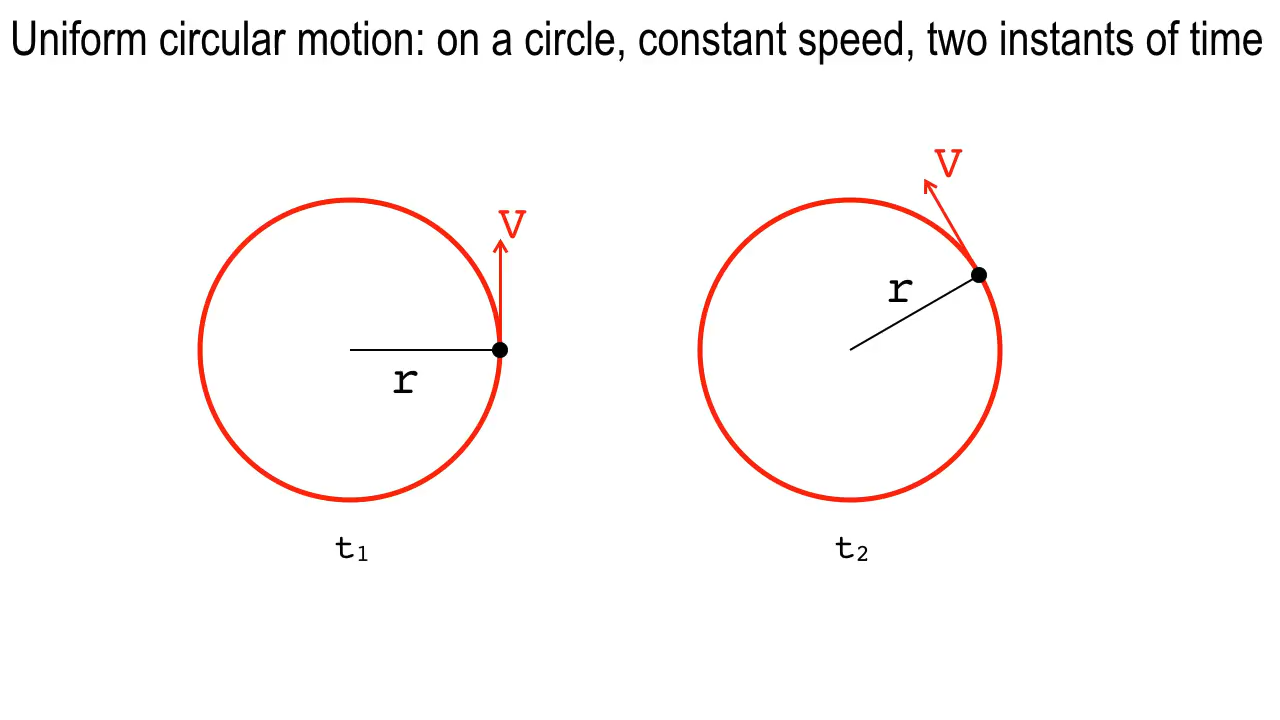 Uniform circular motion: on a circle, constant speed, two instants of time
v
v
r
r
t₁
t₂